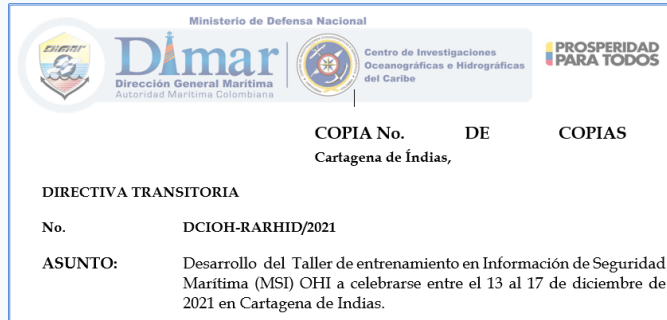 Ministerio de Defensa Nacional
DIMAR
Dimar
Dirección General Marítima
Autoridad Marítima Colombiana
Centro de Investigaciones
Oceanográficas e Hidrográficas
del Caribe
PROSPERIDAD
PARA TODOS
COPIA No. DE COPIAS
Cartagena de Índias,
DIRECTIVA TRANSITORIA
No. DCIOH-RARHID/2021
ASUNTO: Desarrollo del Taller de entrenamiento en Información de Seguridad
Marítima (MSI) OHI a celebrarse entre el 13 al 17 de diciembre de
2021 en Cartagena de Indias.